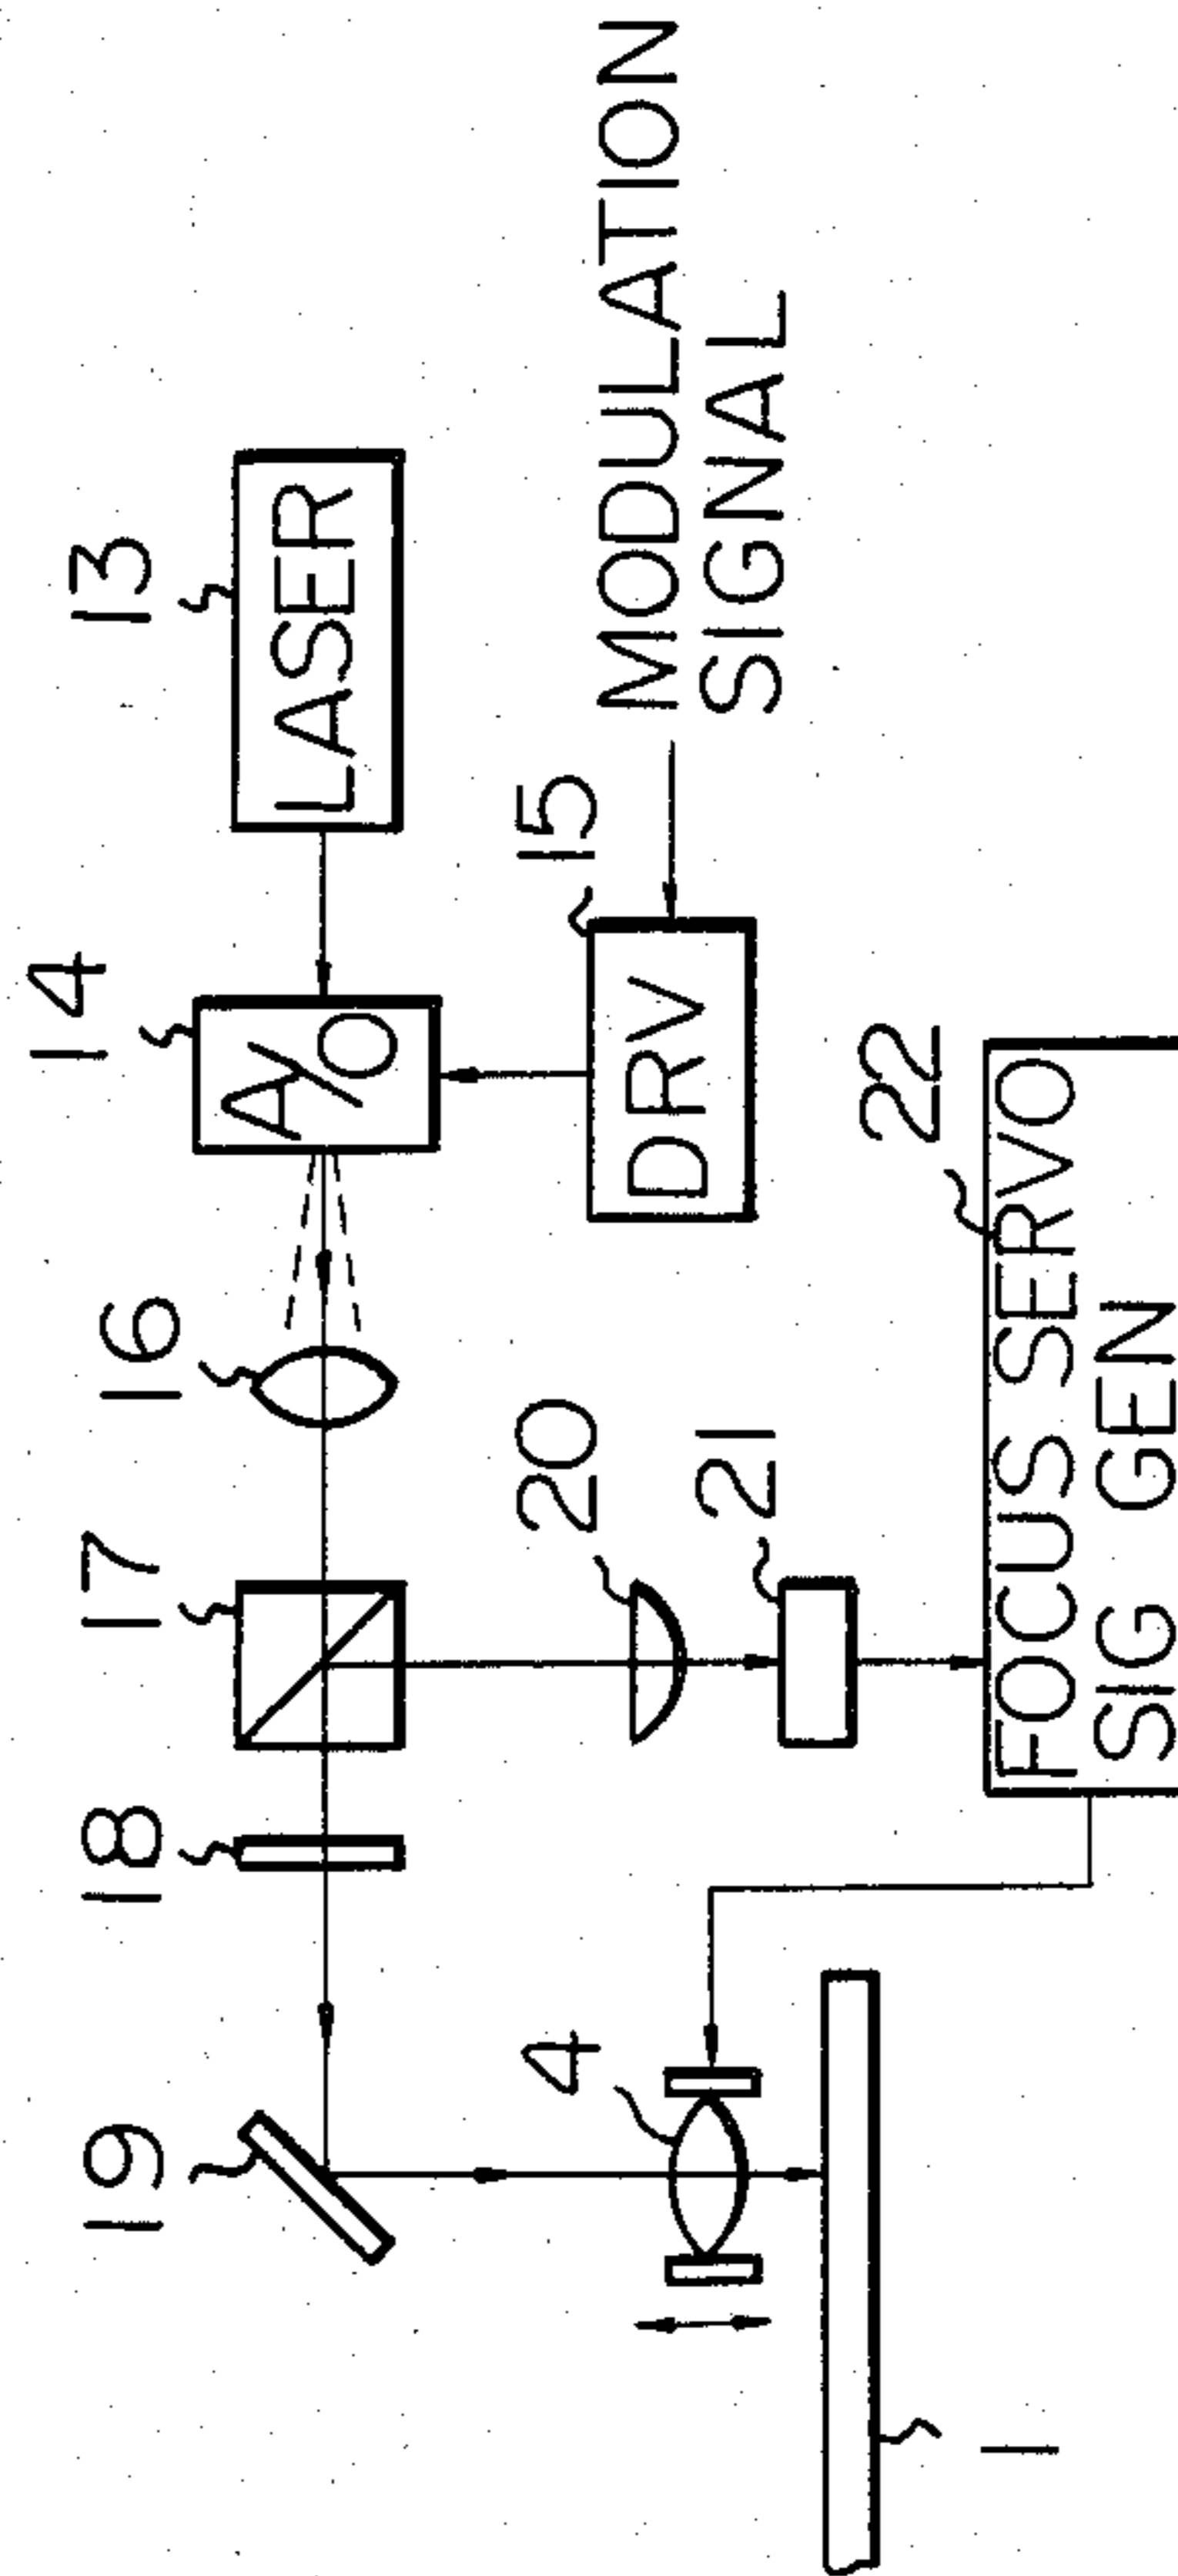 19
18
17
16
14
13
LASER
A/O
4
20
15
DRV
MODULATION
SIGNAL
21
22
FOCUS SERVO
SIG GEN
1